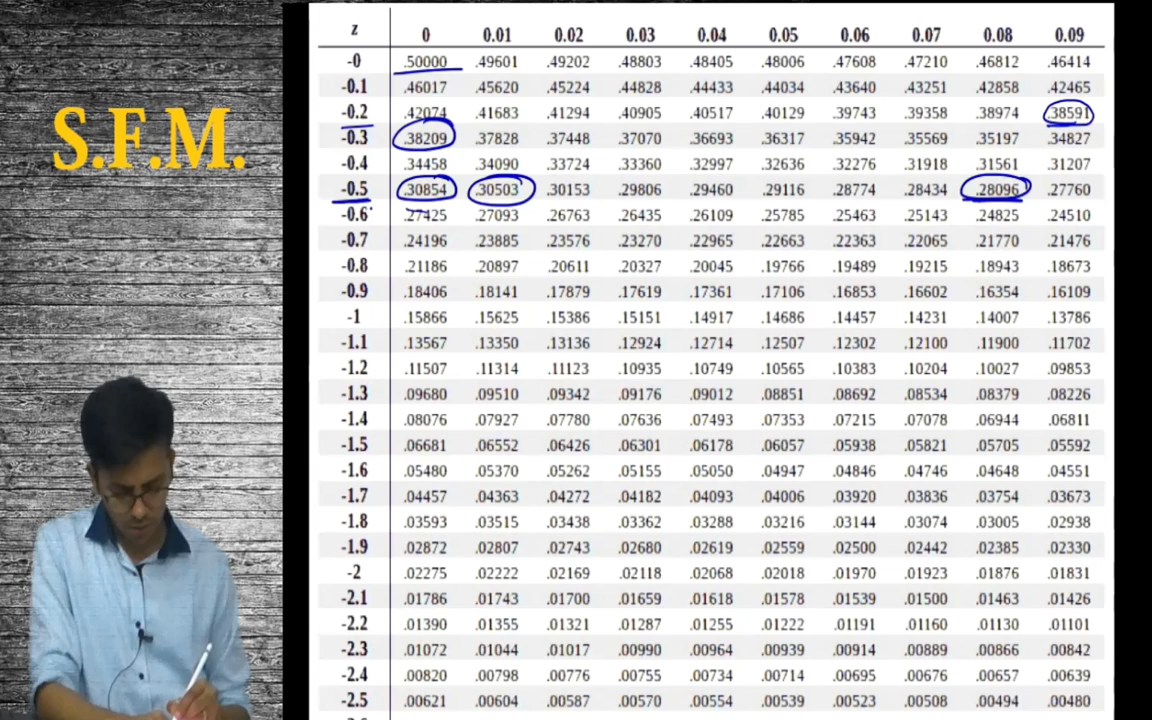 S.F.M.
z 0 0.01 0.02 0.03 0.04 0.05 0.06 0.07 0.08 0.09
-0 .50000 .49601 .49202 .48803 .48405 .48006 .47608 .47210 .46812 .46414
-0.1 .46017 .45620 .45224 .44828 .44433 .44034 .43640 .43251 .42858 .42465
-0.2 .42074 .41683 .41294 .40905 .40517 .40129 .39743 .39358 .38974 .38591
-0.3 .38209 .37828 .37448 .37070 .36693 .36317 .35942 .35569 .35197 .34827
-0.4 .34458 .34090 .33724 .33360 .32997 .32636 .32276 .31918 .31561 .31207
-0.5 .30854 .30503 .30153 .29806 .29460 .29116 .28774 .28434 .28096 .27760
-0.6 .27425 .27093 .26763 .26435 .26109 .25785 .25463 .25143 .24825 .24510
-0.7 .24196 .23885 .23576 .23270 .22965 .22663 .22363 .22065 .21770 .21476
-0.8 .21186 .20897 .20611 .20327 .20045 .19766 .19489 .19215 .18943 .18673
-0.9 .18406 .18141 .17879 .17619 .17361 .17106 .16853 .16602 .16354 .16109
-1 .15866 .15625 .15386 .15151 .14917 .14686 .14457 .14231 .14007 .13786
-1.1 .13567 .13350 .13136 .12924 .12714 .12507 .12302 .12100 .11900 .11702
-1.2 .11507 .11314 .11123 .10935 .10749 .10565 .10383 .10204 .10027 .09853
-1.3 .09680 .09510 .09342 .09176 .09012 .08851 .08692 .08534 .08379 .08226
-1.4 .08076 .07927 .07780 .07636 .07493 .07353 .07215 .07078 .06944 .06811
-1.5 .06681 .06552 .06426 .06301 .06178 .06057 .05938 .05821 .05705 .05592
-1.6 .05480 .05370 .05262 .05155 .05050 .04947 .04846 .04746 .04648 .04551
-1.7 .04457 .04363 .04272 .04182 .04093 .04006 .03920 .03836 .03754 .03673
-1.8 .03593 .03515 .03438 .03362 .03288 .03216 .03144 .03074 .03005 .02938
-1.9 .02872 .02807 .02743 .02680 .02619 .02559 .02500 .02442 .02385 .02330
-2 .02275 .02222 .02169 .02118 .02068 .02018 .01970 .01923 .01876 .01831
-2.1 .01786 .01743 .01700 .01659 .01618 .01578 .01539 .01500 .01463 .01426
-2.2 .01390 .01355 .01321 .01287 .01255 .01222 .01191 .01160 .01130 .01101
-2.3 .01072 .01044 .01017 .00990 .00964 .00939 .00914 .00889 .00866 .00842
-2.4 .00820 .00798 .00776 .00755 .00734 .00714 .00695 .00676 .00657 .00639
-2.5 .00621 .00604 .00587 .00570 .00554 .00539 .00523 .00508 .00494 .00480